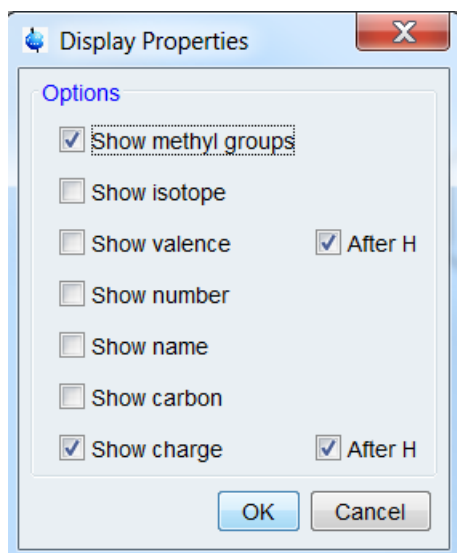 Display Properties
Options
Show methyl groups
Show isotope
Show valence After H
Show number
Show name
Show carbon
Show charge After H
OK Cancel